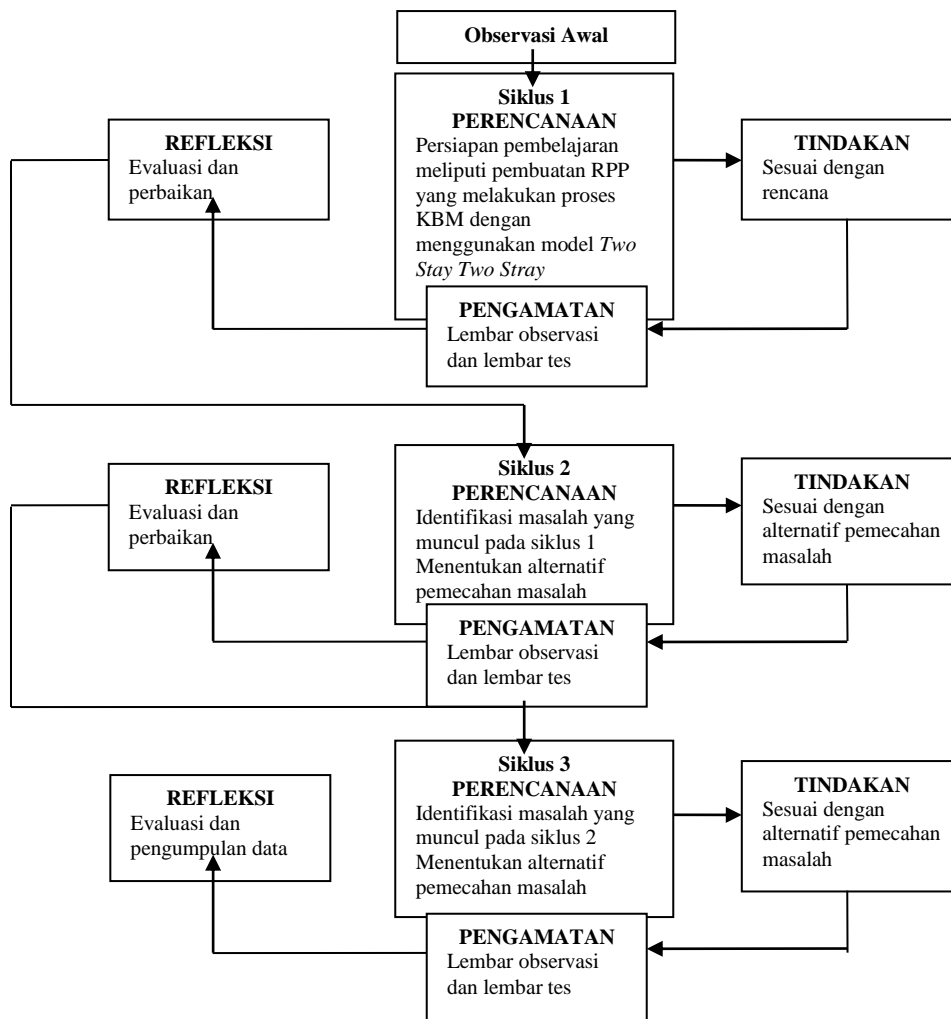 Observasi Awal
Siklus 1
PERENCANAAN
Persiapan pembelajaran
meliputi pembuatan RPP
yang melakukan proses
KBM dengan
menggunakan model Two
Stay Two Stray
TINDAKAN
Sesuai dengan
rencana
PENGAMATAN
Lembar observasi
dan lembar tes
REFLEKSI
Evaluasi dan
perbaikan
Siklus 2
PERENCANAAN
Identifikasi masalah yang
muncul pada siklus 1
Menentukan alternatif
pemecahan masalah
TINDAKAN
Sesuai dengan
alternatif pemecahan
masalah
PENGAMATAN
Lembar observasi
dan lembar tes
REFLEKSI
Evaluasi dan
perbaikan
Siklus 3
PERENCANAAN
Identifikasi masalah yang
muncul pada siklus 2
Menentukan alternatif
pemecahan masalah
TINDAKAN
Sesuai dengan
alternatif pemecahan
masalah
PENGAMATAN
Lembar observasi
dan lembar tes
REFLEKSI
Evaluasi dan
pengumpulan data